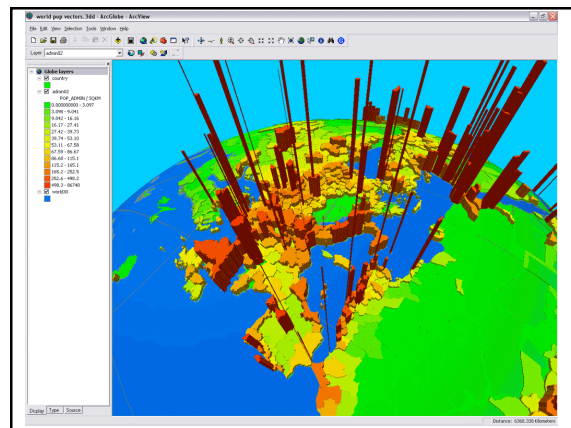 world pop vectors.3dd - ArcGlobe - ArcView
File Edit View Selection Tools Window Help
Layer admin02
Globe layers
country
admin02
POP_ADMIN / SQKM
0.000000000 - 3.097
3.098 - 9.041
9.042 - 16.16
16.17 - 27.41
27.42 - 39.73
39.74 - 53.10
53.11 - 67.58
67.59 - 86.67
86.68 - 115.1
115.2 - 165.1
165.2 - 252.5
252.6 - 498.2
498.3 - 86748
world30
Display Type Source
Distance: 6360.330 Kilometers